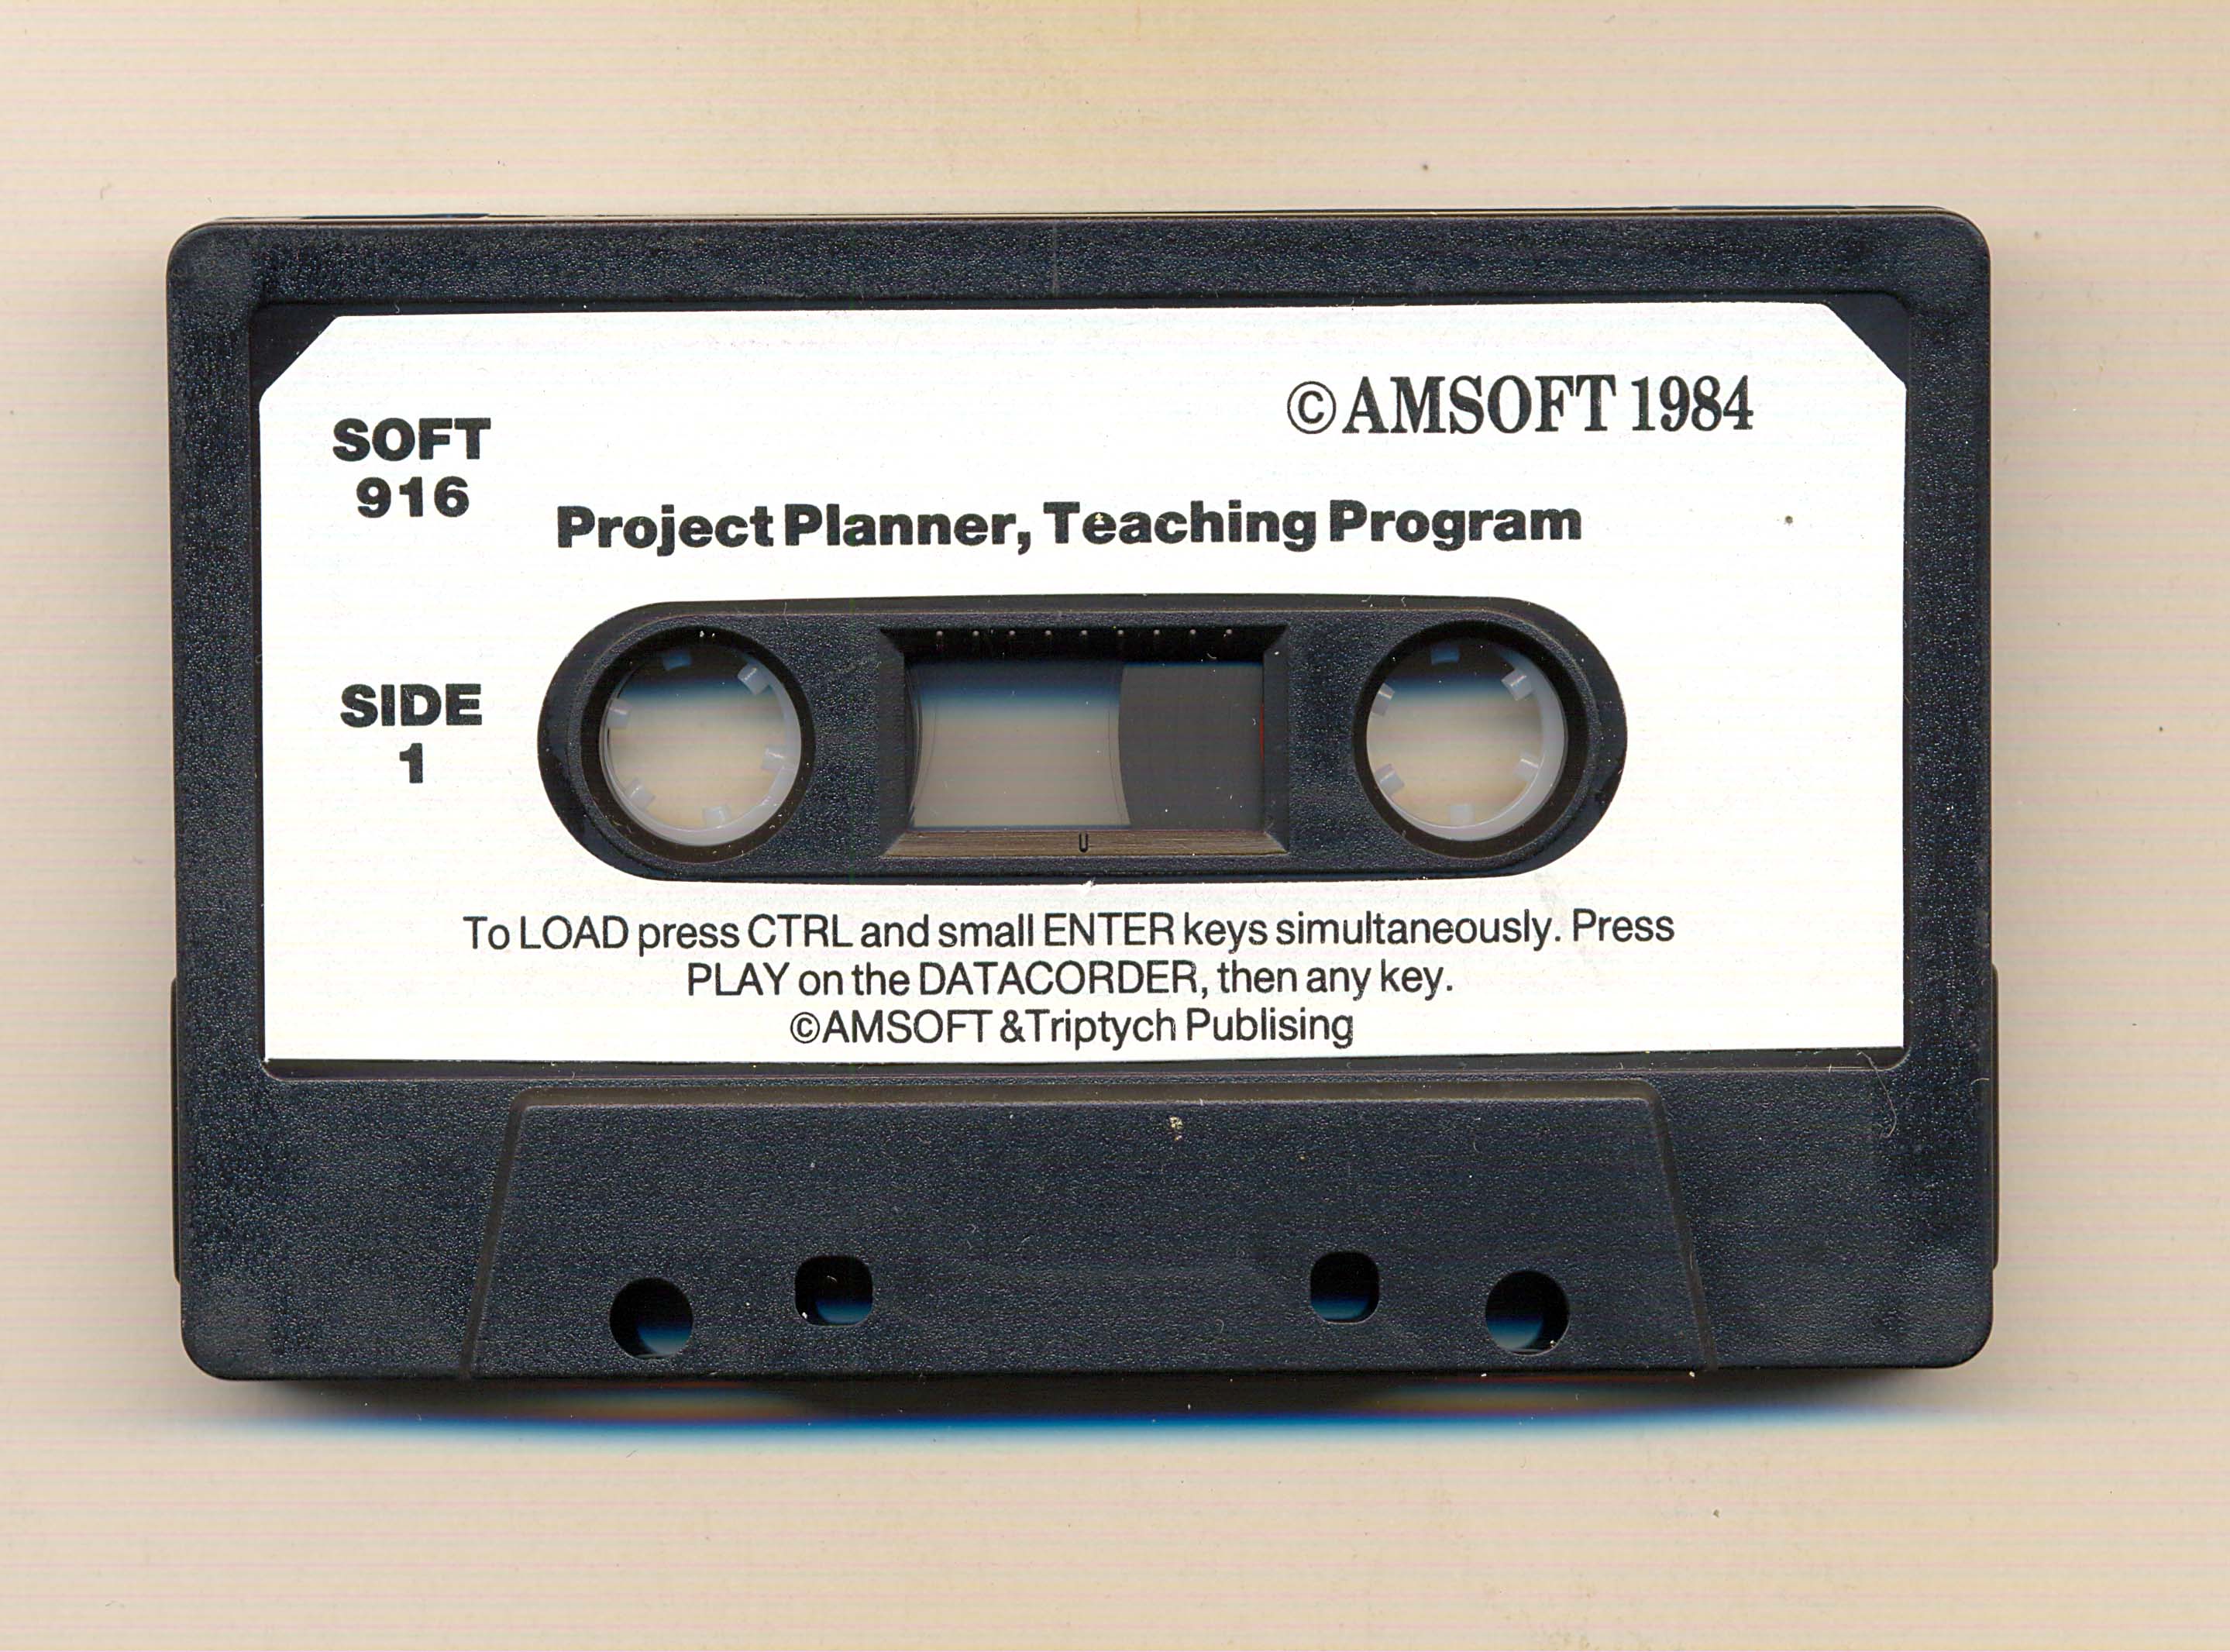 ©AMSOFT 1984
SOFT
916
Project Planner, Teaching Program
SIDE
1
U
To LOAD press CTRL and small ENTER keys simultaneously. Press
PLAY on the DATACORDER, then any key.
©AMSOFT &Triptych Publising